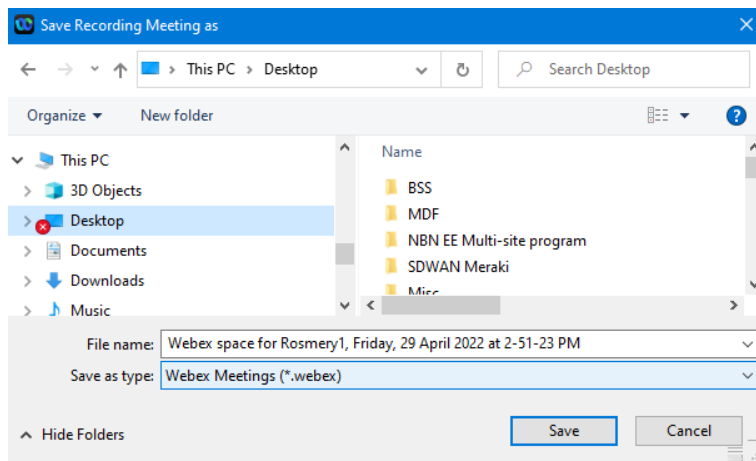 Save Recording Meeting as
This PC > Desktop
Search Desktop
Organize
New folder
This PC
3D Objects
Desktop
Documents
Downloads
Music
Name
BSS
MDF
NBN EE Multi-site program
SDWAN Meraki
Misc
File name: Webex space for Rosmery1, Friday, 29 April 2022 at 2-51-23 PM
Save as type: Webex Meetings (*.webex)
Hide Folders
Save
Cancel